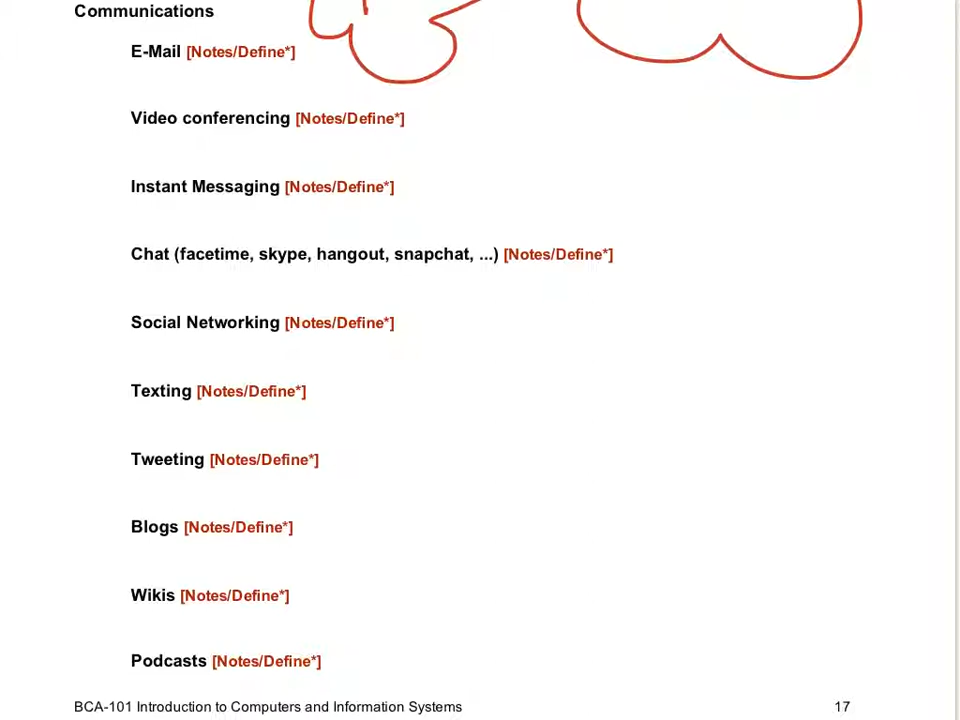 Communications
E-Mail [Notes/Define*]
Video conferencing [Notes/Define*]
Instant Messaging [Notes/Define*]
Chat (facetime, skype, hangout, snapchat, ...) [Notes/Define*]
Social Networking [Notes/Define*]
Texting [Notes/Define*]
Tweeting [Notes/Define*]
Blogs [Notes/Define*]
Wikis [Notes/Define*]
Podcasts [Notes/Define*]
BCA-101 Introduction to Computers and Information Systems 17